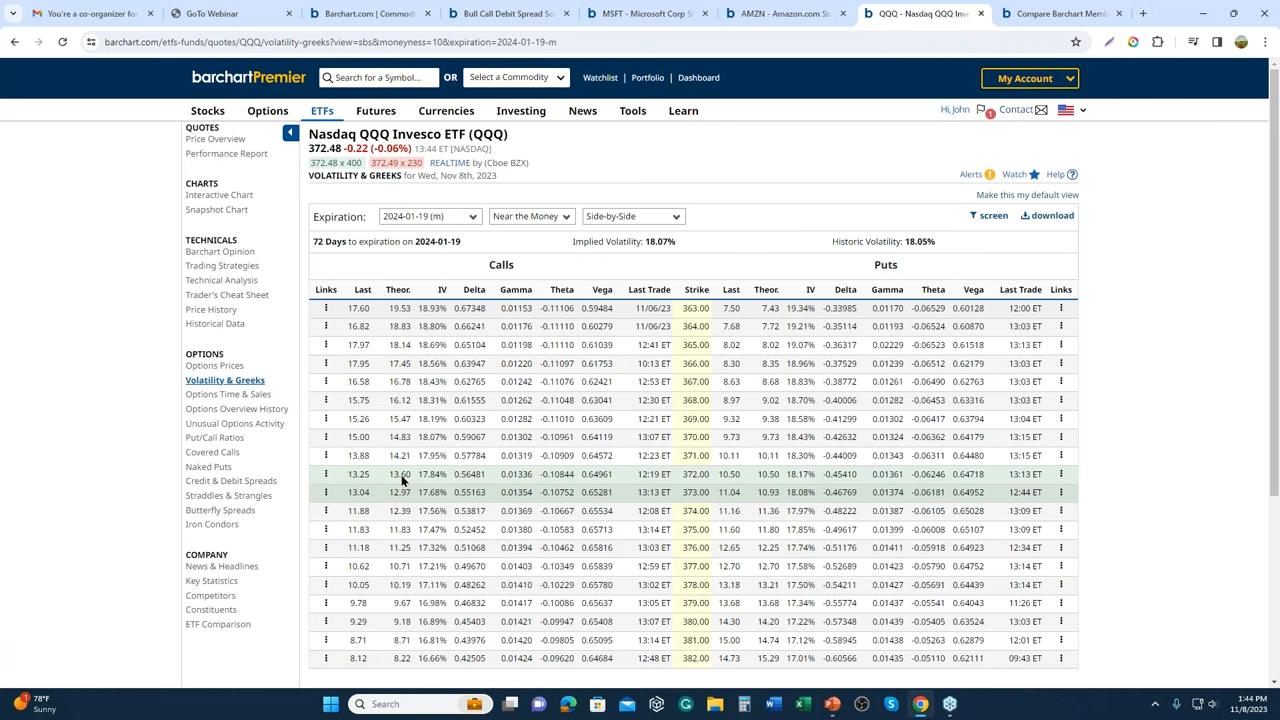 You're a co-organizer for
GoTo Webinar
Barchart.com | Commodi
Bull Call Debit Spread Sc
MSFT - Microsoft Corp St
AMZN - Amazon.com Sto
QQQ - Nasdaq QQQ Inve
Compare Barchart Memb
barchart.com/etfs-funds/quotes/QQQ/volatility-greeks?view=sbs&moneyness=10&expiration=2024-01-19-m
barchartPremier Search for a Symbol... OR Select a Commodity Watchlist Portfolio Dashboard My Account
Stocks Options ETFs Futures Currencies Investing News Tools Learn Hi, John 1 Contact
QUOTES
Price Overview
Performance Report
CHARTS
Interactive Chart
Snapshot Chart
TECHNICALS
Barchart Opinion
Trading Strategies
Technical Analysis
Trader's Cheat Sheet
Price History
Historical Data
OPTIONS
Options Prices
Volatility & Greeks
Options Time & Sales
Options Overview History
Unusual Options Activity
Put/Call Ratios
Covered Calls
Naked Puts
Credit & Debit Spreads
Straddles & Strangles
Butterfly Spreads
Iron Condors
COMPANY
News & Headlines
Key Statistics
Competitors
Constituents
ETF Comparison
Nasdaq QQQ Invesco ETF (QQQ)
372.48 -0.22 (-0.06%) 13:44 ET [NASDAQ]
372.48 x 400 372.49 x 230 REALTIME by (Cboe BZX)
VOLATILITY & GREEKS for Wed, Nov 8th, 2023
Alerts Watch Help
Make this my default view
Expiration: 2024-01-19 (m) Near the Money Side-by-Side screen download
72 Days to expiration on 2024-01-19 Implied Volatility: 18.07% Historic Volatility: 18.05%
Calls Puts
Links Last Theor. IV Delta Gamma Theta Vega Last Trade Strike Last Theor. IV Delta Gamma Theta Vega Last Trade Links
17.60 19.53 18.93% 0.67348 0.01153 -0.11106 0.59484 11/06/23 363.00 7.50 7.43 19.34% -0.33985 0.01170 -0.06529 0.60128 12:00 ET
16.82 18.83 18.80% 0.66241 0.01176 -0.11110 0.60279 11/06/23 364.00 7.68 7.72 19.21% -0.35114 0.01193 -0.06524 0.60870 13:03 ET
17.97 18.14 18.69% 0.65104 0.01198 -0.11110 0.61039 12:41 ET 365.00 8.02 8.02 19.07% -0.36317 0.02229 -0.06523 0.61518 13:13 ET
17.95 17.45 18.56% 0.63947 0.01220 -0.11097 0.61753 10:13 ET 366.00 8.30 8.35 18.96% -0.37529 0.01239 -0.06512 0.62179 13:03 ET
16.58 16.78 18.43% 0.62765 0.01242 -0.11076 0.62421 12:53 ET 367.00 8.63 8.68 18.83% -0.38772 0.01261 -0.06490 0.62763 13:03 ET
15.75 16.12 18.31% 0.61555 0.01262 -0.11048 0.63041 12:30 ET 368.00 8.97 9.02 18.70% -0.40006 0.01282 -0.06453 0.63316 13:03 ET
15.26 15.47 18.19% 0.60323 0.01282 -0.11010 0.63609 12:21 ET 369.00 9.32 9.38 18.58% -0.41299 0.01302 -0.06417 0.63794 13:04 ET
15.00 14.83 18.07% 0.59067 0.01302 -0.10961 0.64119 13:07 ET 370.00 9.73 9.73 18.43% -0.42632 0.01324 -0.06362 0.64179 13:15 ET
13.88 14.21 17.95% 0.57784 0.01320 -0.10909 0.64572 12:23 ET 371.00 10.11 10.11 18.30% -0.44009 0.01343 -0.06311 0.64480 13:15 ET
13.25 13.60 17.84% 0.56481 0.01336 -0.10844 0.64961 12:19 ET 372.00 10.50 10.50 18.17% -0.45410 0.01361 -0.06246 0.64718 13:13 ET
13.04 12.97 17.68% 0.55163 0.01354 -0.10752 0.65281 13:13 ET 373.00 11.04 10.93 18.08% -0.46769 0.01374 -0.06181 0.64952 12:44 ET
11.88 12.39 17.56% 0.53817 0.01369 -0.10667 0.65534 12:08 ET 374.00 11.16 11.36 17.97% -0.48222 0.01387 -0.06105 0.65028 13:09 ET
11.83 11.83 17.47% 0.52452 0.01380 -0.10583 0.65713 13:14 ET 375.00 11.60 11.80 17.85% -0.49617 0.01399 -0.06008 0.65107 13:09 ET
11.18 11.25 17.32% 0.51068 0.01394 -0.10462 0.65816 13:03 ET 376.00 12.65 12.25 17.74% -0.51176 0.01411 -0.05918 0.64923 12:34 ET
10.62 10.71 17.21% 0.49670 0.01403 -0.10349 0.65839 12:59 ET 377.00 12.70 12.70 17.58% -0.52689 0.01423 -0.05790 0.64752 13:14 ET
10.05 10.19 17.11% 0.48262 0.01410 -0.10229 0.65780 13:02 ET 378.00 13.18 13.21 17.50% -0.54211 0.01427 -0.05691 0.64439 13:14 ET
9.78 9.67 16.98% 0.46832 0.01417 -0.10086 0.65637 13:05 ET 379.00 13.68 13.68 17.34% -0.55774 0.01437 -0.05541 0.64043 11:26 ET
9.29 9.18 16.89% 0.45403 0.01421 -0.09947 0.65408 13:07 ET 380.00 14.30 14.20 17.22% -0.57348 0.01439 -0.05405 0.63524 13:03 ET
8.71 8.71 16.81% 0.43976 0.01420 -0.09805 0.65095 13:14 ET 381.00 15.00 14.74 17.12% -0.58945 0.01438 -0.05263 0.62879 12:01 ET
8.12 8.22 16.66% 0.42505 0.01424 -0.09620 0.64684 12:48 ET 382.00 14.73 15.29 17.01% -0.60566 0.01435 -0.05110 0.62111 09:43 ET
1
78°F
Sunny
Search
1:44 PM
11/8/2023